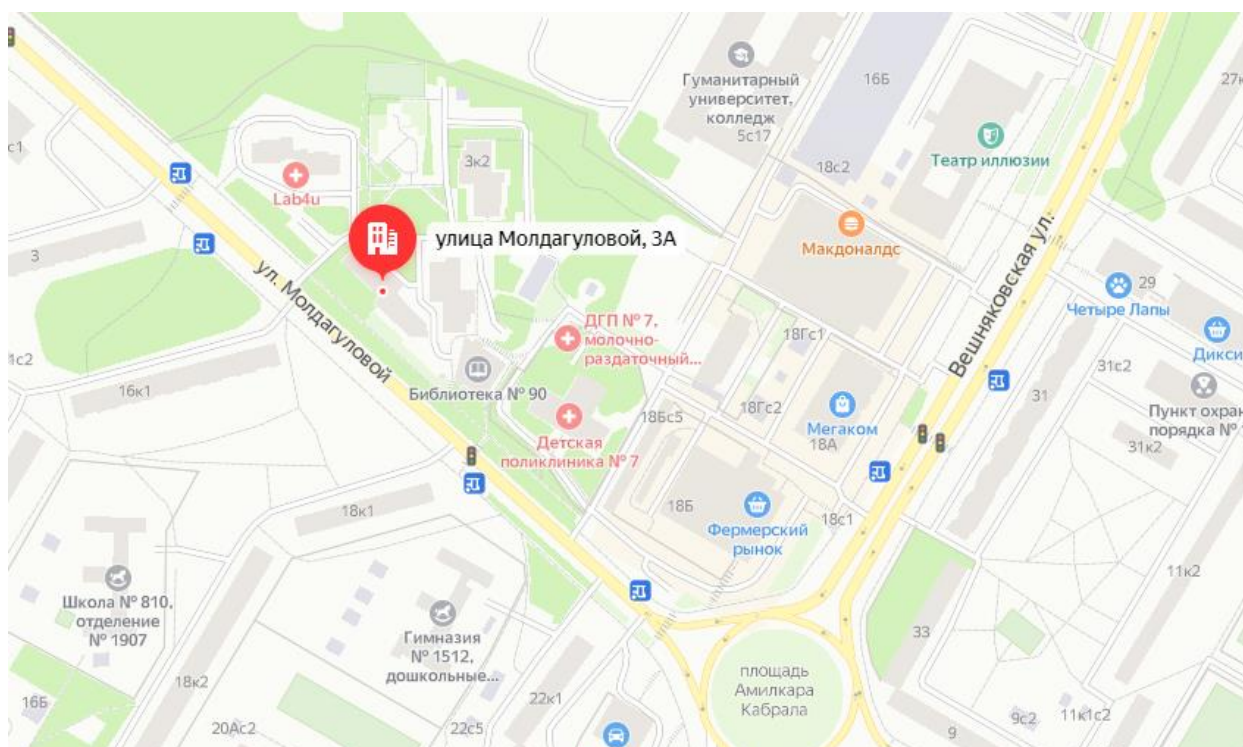 Гуманитарный
университет,
колледж
5с17
16Б
27к
с1
Театр иллюзии
3к2
18с2
Lab4u
улица Молдагуловой, 3А
Макдоналдс
3
ул. Молдагуловой
Вешняковская ул.
29
Четыре Лапы
ДГП № 7,
молочно-
раздаточный...
18Гс1
Дикси
1с2
31с2
16к1
Библиотека № 90
18Бс5
18Гс2
31
Пункт охран
порядка №
Мегаком
18А
31к2
Детская
поликлиника № 7
18к1
18Б
Фермерский
рынок
18с1
11к2
Школа № 810,
отделение
№ 1907
Гимназия
№ 1512,
дошкольные...
33
площадь
Амилкара
Кабрала
18к2
16Б
22к1
20Ас2
22с5
9с2
11к1с2
9